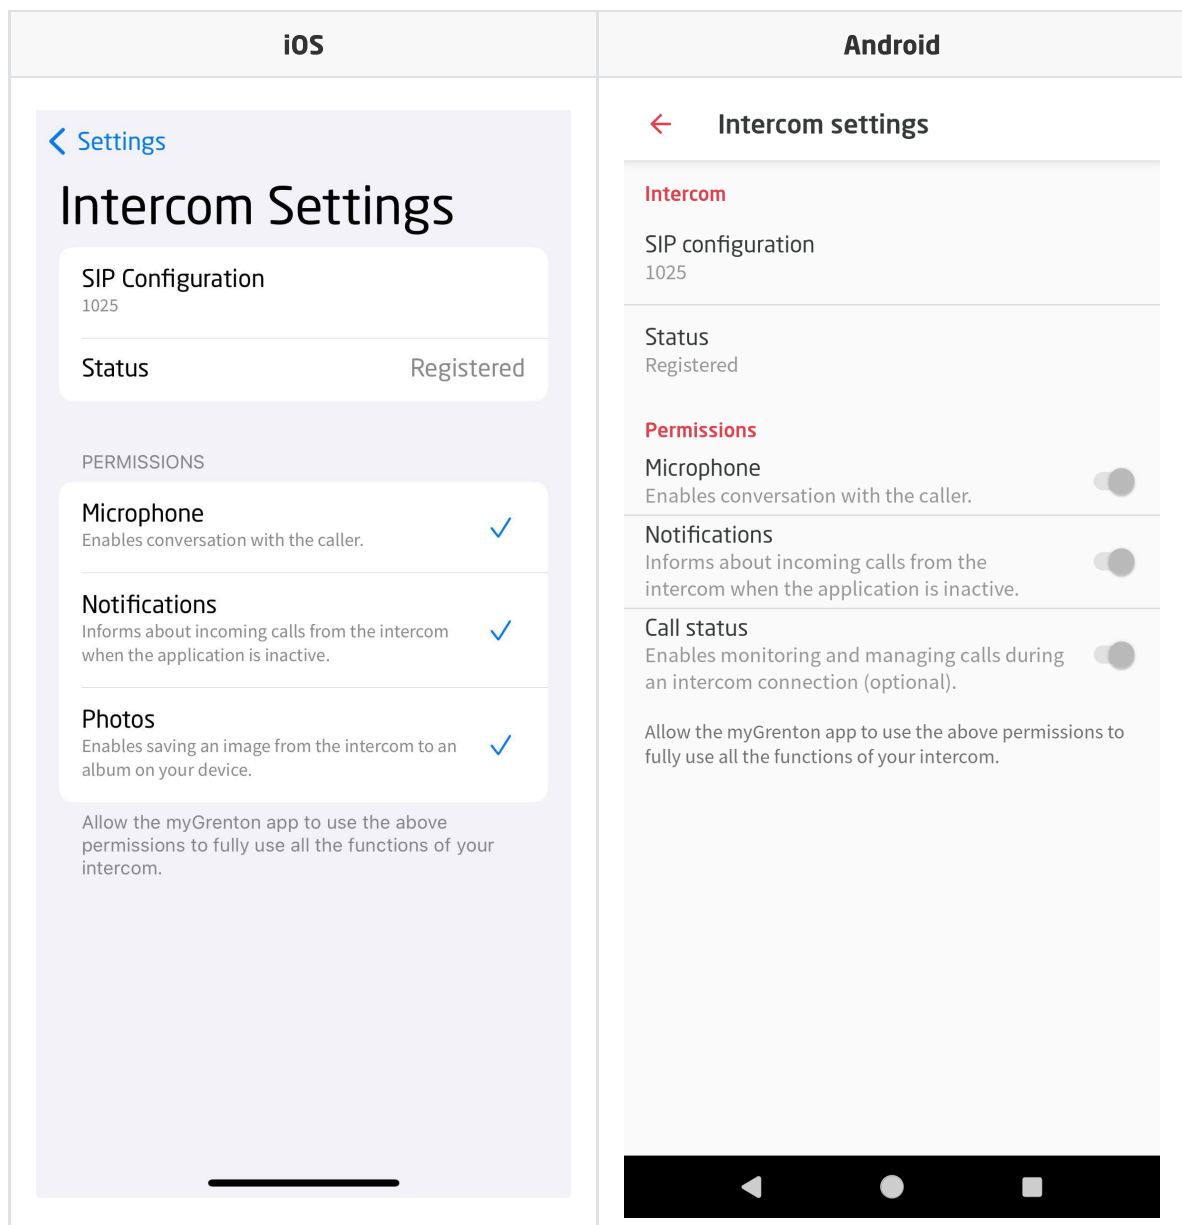 iOS
Android
Settings
Intercom Settings
SIP Configuration
1025
Status
Registered
PERMISSIONS
Microphone
Enables conversation with the caller.
Notifications
Informs about incoming calls from the intercom
when the application is inactive.
Photos
Enables saving an image from the intercom to an
album on your device.
Allow the myGrenton app to use the above
permissions to fully use all the functions of your
intercom.
Intercom settings
Intercom
SIP configuration
1025
Status
Registered
Permissions
Microphone
Enables conversation with the caller.
Notifications
Informs about incoming calls from the
intercom when the application is inactive.
Call status
Enables monitoring and managing calls during
an intercom connection (optional).
Allow the myGrenton app to use the above permissions to
fully use all the functions of your intercom.